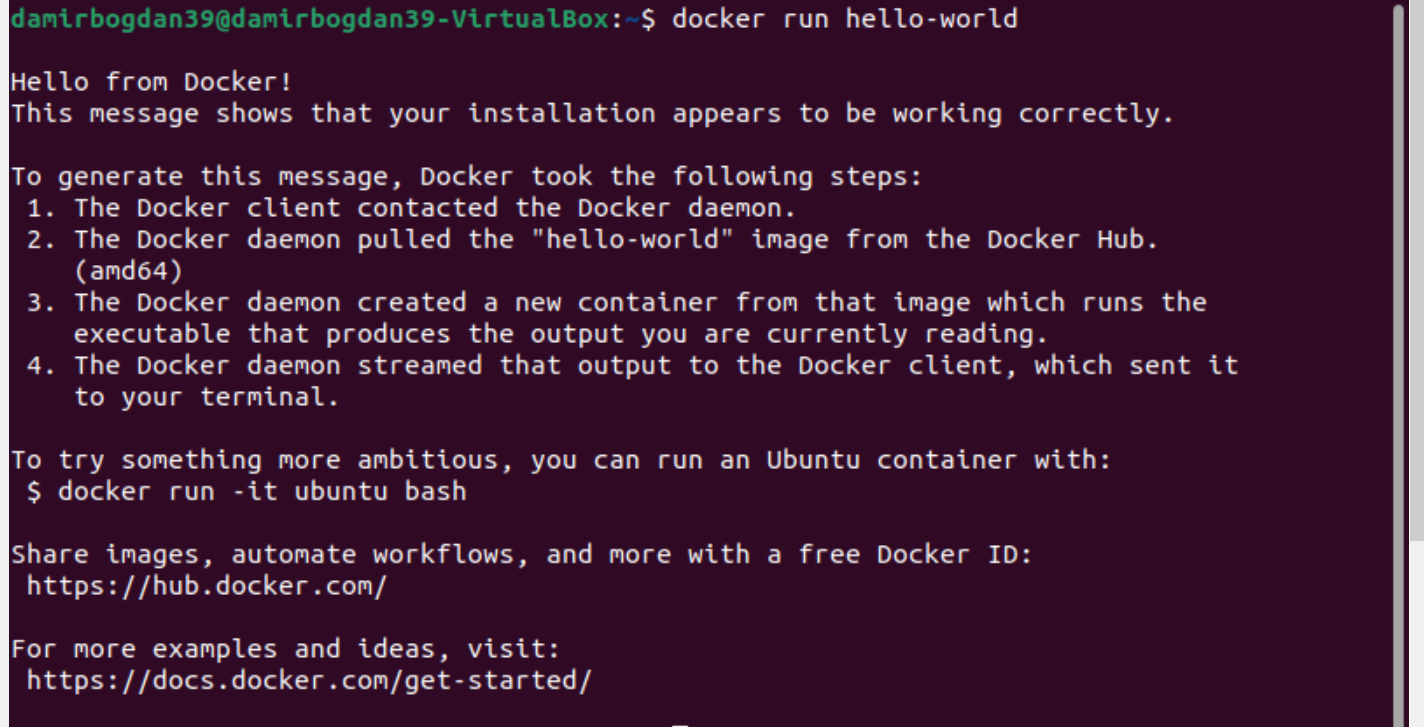 damirbogdan39@damirbogdan39-VirtualBox:~$ docker run hello-world
Hello from Docker!
This message shows that your installation appears to be working correctly.
To generate this message, Docker took the following steps:
1. The Docker client contacted the Docker daemon.
2. The Docker daemon pulled the "hello-world" image from the Docker Hub.
(amd64)
3. The Docker daemon created a new container from that image which runs the
executable that produces the output you are currently reading.
4. The Docker daemon streamed that output to the Docker client, which sent it
to your terminal.
To try something more ambitious, you can run an Ubuntu container with:
$ docker run -it ubuntu bash
Share images, automate workflows, and more with a free Docker ID:
https://hub.docker.com/
For more examples and ideas, visit:
https://docs.docker.com/get-started/